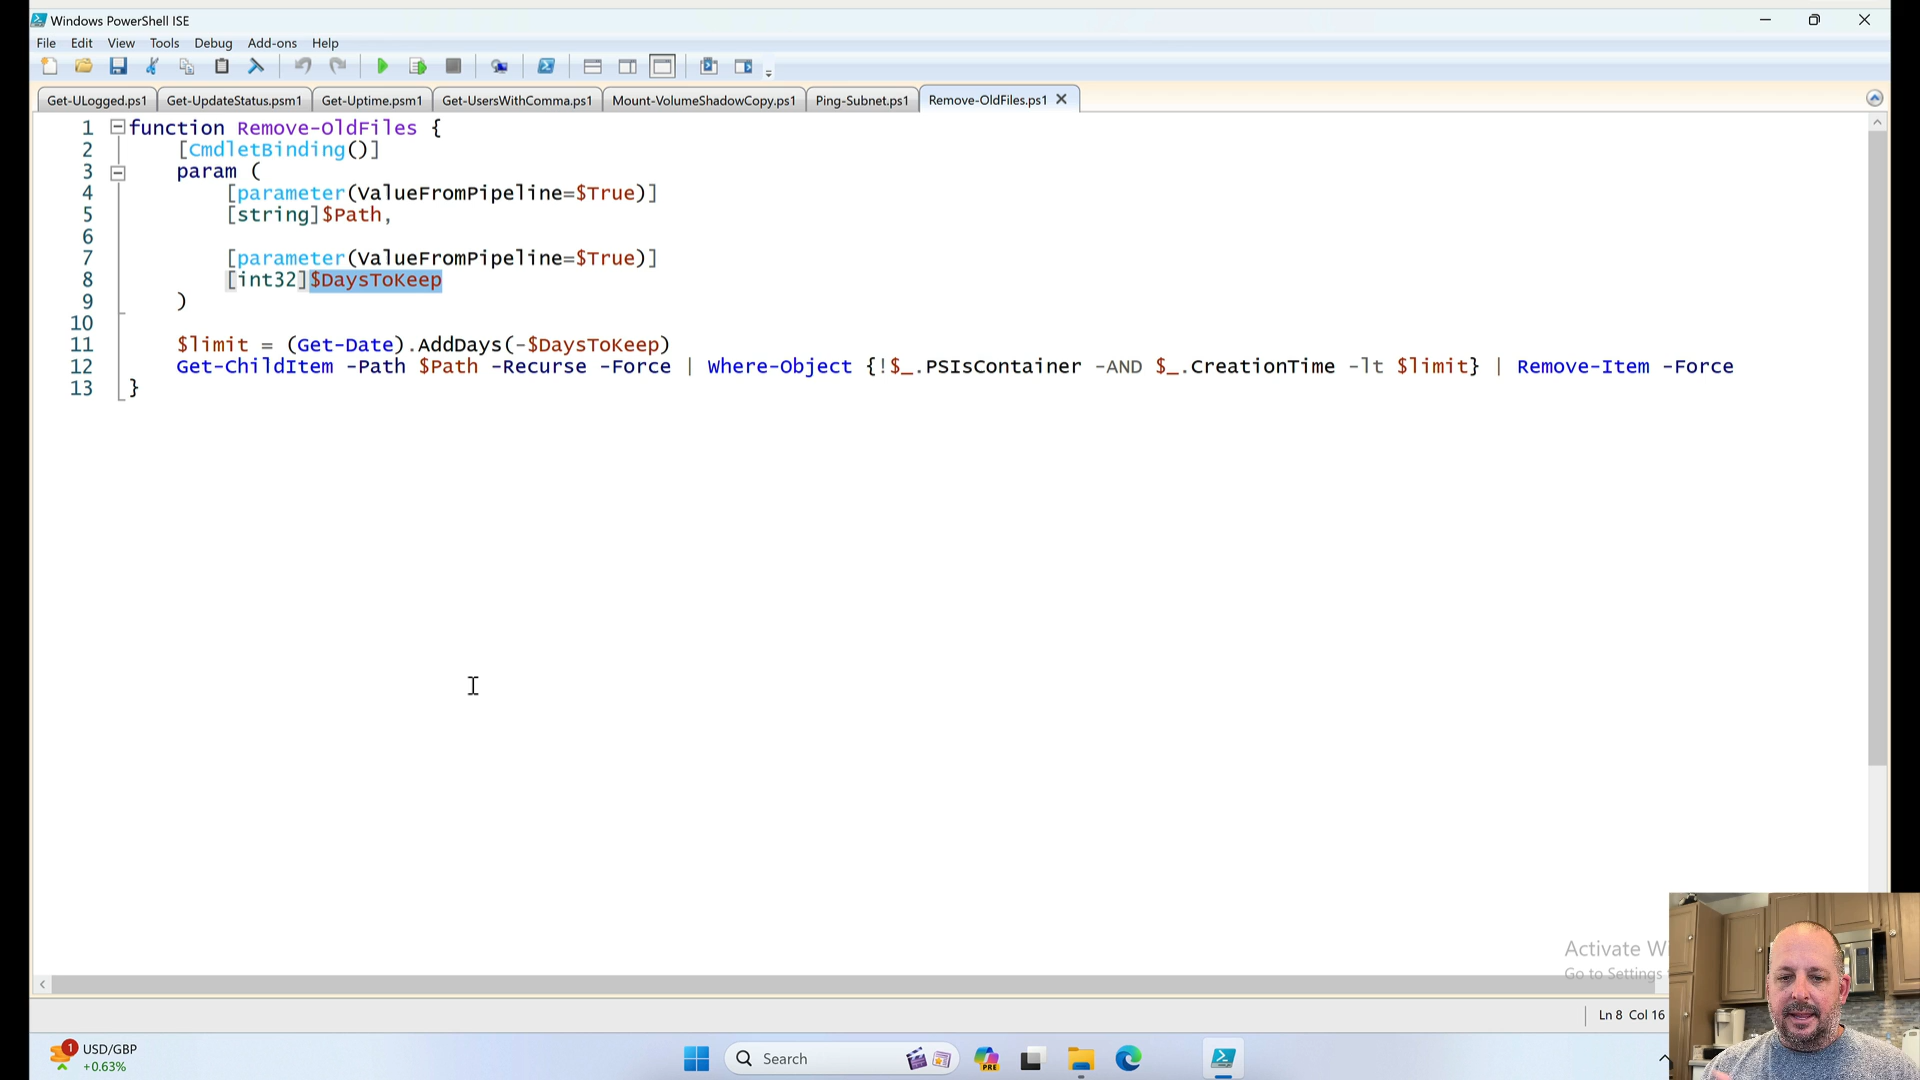 Windows PowerShell ISE
File Edit View Tools Debug Add-ons Help
Get-ULogged.ps1 Get-UpdateStatus.psm1 Get-Uptime.psm1 Get-UsersWithComma.ps1 Mount-VolumeShadowCopy.ps1 Ping-Subnet.ps1 Remove-OldFiles.ps1
1 function Remove-OldFiles {
2 [CmdletBinding()]
3 param (
4 [parameter(ValueFromPipeline=$True)]
5 [string]$Path,
6
7 [parameter(ValueFromPipeline=$True)]
8 [int32]$DaysToKeep
9 )
10
11 $limit = (Get-Date).AddDays(-$DaysToKeep)
12 Get-ChildItem -Path $Path -Recurse -Force | Where-Object {!$_.PSIsContainer -AND $_.CreationTime -lt $limit} | Remove-Item -Force
13 }
Activate W
Go to Settings
Ln 8 Col 16
1 USD/GBP
+0.63%
Search
PRE